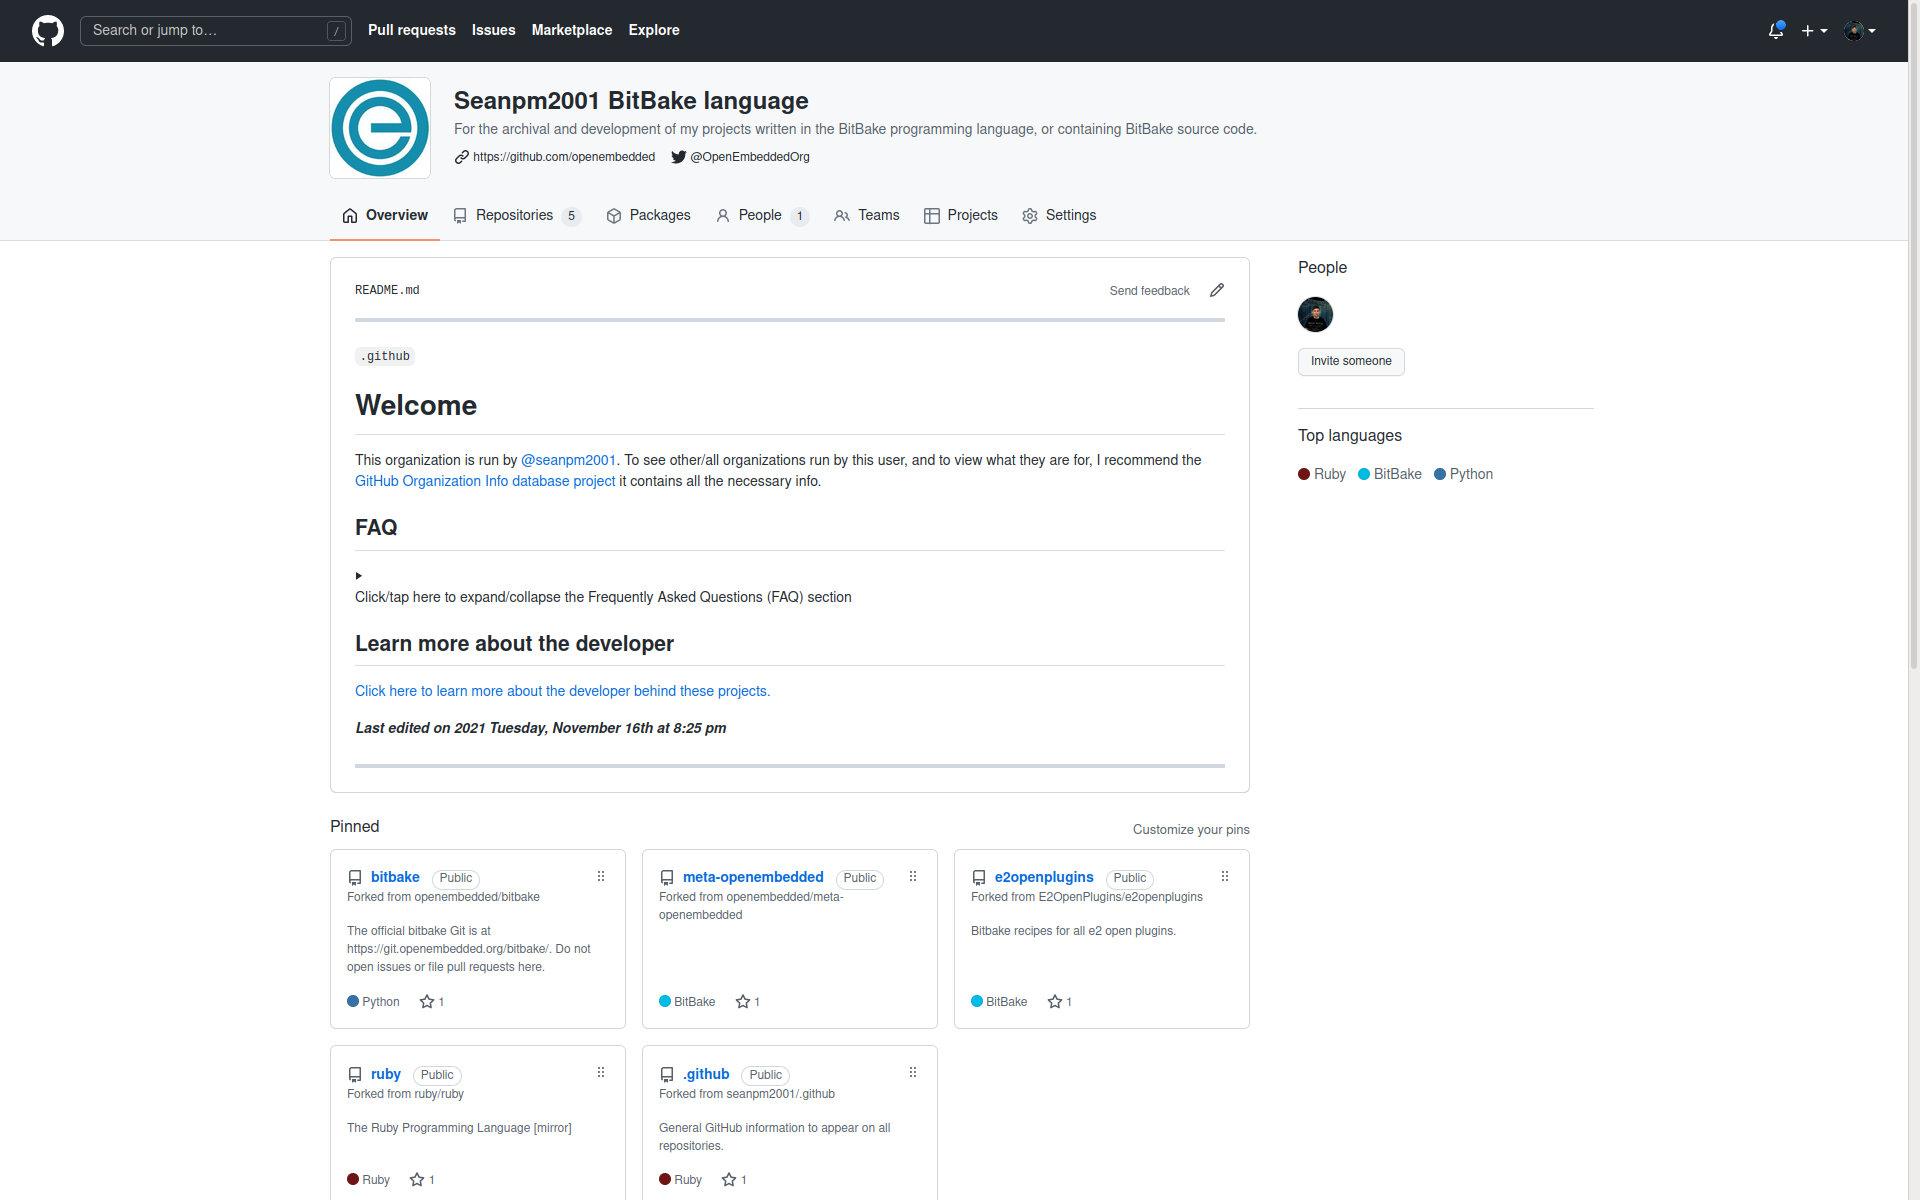 Search or jump to…
/
Pull requests
Issues
Marketplace
Explore
Seanpm2001 BitBake language
For the archival and development of my projects written in the BitBake programming language, or containing BitBake source code.
https://github.com/openembedded
@OpenEmbeddedOrg
Overview
Repositories 5
Packages
People 1
Teams
Projects
Settings
README.md
Send feedback
.github
Welcome
This organization is run by @seanpm2001. To see other/all organizations run by this user, and to view what they are for, I recommend the
GitHub Organization Info database project it contains all the necessary info.
FAQ
Click/tap here to expand/collapse the Frequently Asked Questions (FAQ) section
Learn more about the developer
Click here to learn more about the developer behind these projects.
Last edited on 2021 Tuesday, November 16th at 8:25 pm
People
Invite someone
Top languages
Ruby BitBake Python
Pinned
Customize your pins
bitbake Public
Forked from openembedded/bitbake
The official bitbake Git is at
https://git.openembedded.org/bitbake/. Do not
open issues or file pull requests here.
Python 1
meta-openembedded Public
Forked from openembedded/meta-
openembedded
BitBake 1
e2openplugins Public
Forked from E2OpenPlugins/e2openplugins
Bitbake recipes for all e2 open plugins.
BitBake 1
ruby Public
Forked from ruby/ruby
The Ruby Programming Language [mirror]
Ruby 1
.github Public
Forked from seanpm2001/.github
General GitHub information to appear on all
repositories.
Ruby 1